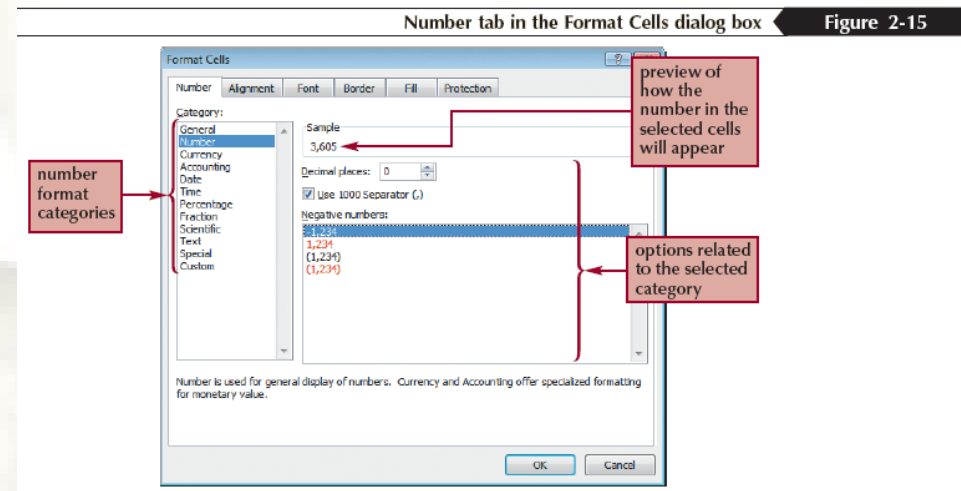 Number tab in the Format Cells dialog box
Figure 2-15
Format Cells
Number Alignment Font Border Fill Protection
Category:
General
Number
Currency
Accounting
Date
Time
Percentage
Fraction
Scientific
Text
Special
Custom
Sample
3,605
Decimal places: 0
Use 1000 Separator (,)
Negative numbers:
-1,234
1,234
(1,234)
(1,234)
Number is used for general display of numbers. Currency and Accounting offer specialized formatting
for monetary value.
OK Cancel
number
format
categories
preview of
how the
number in the
selected cells
will appear
options related
to the selected
category